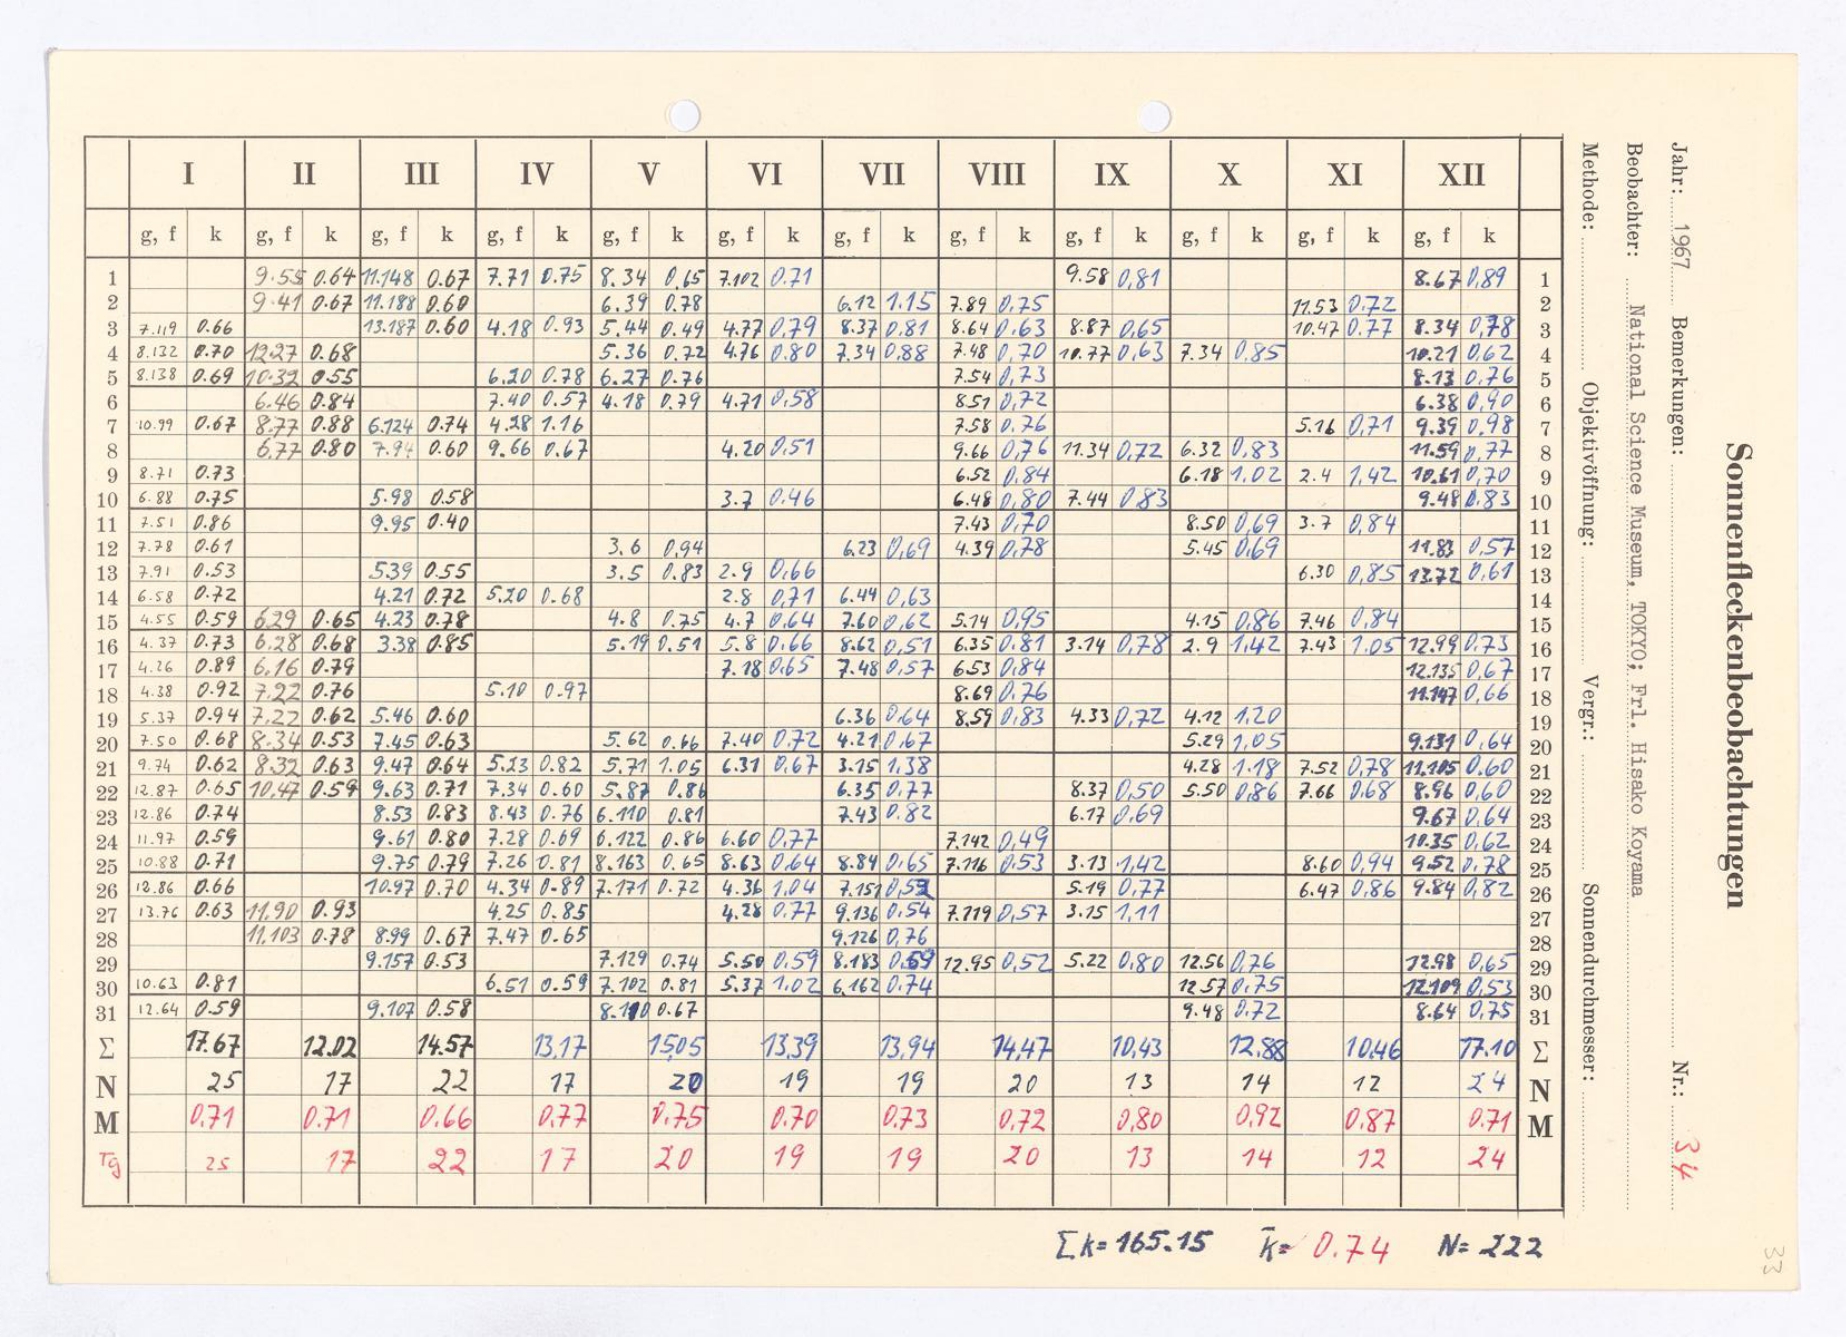 Sonnenfleckenbeobachtungen
Jahr: 1967 Bemerkungen: Nr.: 34
Beobachter: National Science Museum, TOKYO; Frl. Hisako Koyama
Methode: Objektivöffnung: Vergr.: Sonnendurchmesser:
I II III IV V VI VII VIII IX X XI XII
g, f k g, f k g, f k g, f k g, f k g, f k g, f k g, f k g, f k g, f k g, f k g, f k
1 9.55 0.64 11.148 0.67 7.71 0.75 8.34 0.65 7.102 0.71 9.58 0,81 8.67 0,89 1
2 9.41 0.67 11.188 0.60 6.39 0.78 6.12 1.15 7.89 0,75 11.53 0.72 2
3 7.119 0.66 13.187 0.60 4.18 0.93 5.44 0.49 4.77 0,79 8.37 0,81 8.64 0,63 8.87 0,65 10.47 0.77 8.34 0,78 3
4 8.132 0.70 12.27 0.68 5.36 0.72 4.76 0,80 7.34 0,88 7.48 0,70 10.77 0,63 7.34 0,85 10.21 0,62 4
5 8.138 0.69 10.32 0.55 6.20 0.78 6.27 0.76 7.54 0,73 8.13 0,76 5
6 6.46 0.84 7.40 0.57 4.18 0.79 4.71 0,58 8.51 0,72 6.38 0,90 6
7 10.99 0.67 8.77 0.88 6.124 0.74 4.28 1.16 7.58 0.76 5.16 0,71 9.39 0,98 7
8 6.77 0.80 7.94 0.60 9.66 0.67 4.20 0,51 9.66 0,76 11.34 0,72 6.32 0,83 11.59 0,77 8
9 8.71 0.73 6.52 0.84 6.18 1.02 2.4 1,42 10.61 0,70 9
10 6.88 0.75 5.98 0.58 3.7 0.46 6.48 0,80 7.44 0,83 9.48 0.83 10
11 7.51 0.86 9.95 0.40 7.43 0,70 8.50 0,69 3.7 0,84 11
12 7.78 0.61 3.6 0,94 6.23 0,69 4.39 0,78 5.45 0,69 11.83 0,57 12
13 7.91 0.53 5.39 0.55 3.5 0.83 2.9 0,66 6.30 0,85 13.72 0,61 13
14 6.58 0.72 4.21 0.72 5.20 0.68 2.8 0,71 6.44 0,63 14
15 4.55 0.59 6.29 0.65 4.23 0.78 4.8 0.75 4.7 0,64 7.60 0,62 5.14 0,95 4.15 0,86 7.46 0,84 15
16 4.37 0.73 6.28 0.68 3.38 0.85 5.19 0.51 5.8 0,66 8.62 0,51 6.35 0.81 3.14 0,78 2.9 1,42 7.43 1.05 12.99 0.73 16
17 4.26 0.89 6.16 0.79 7.18 0.65 7.48 0,57 6.53 0,84 12.135 0,67 17
18 4.38 0.92 7.22 0.76 5.10 0.97 8.69 0,76 11.147 0,66 18
19 5.37 0.94 7.22 0.62 5.46 0.60 6.36 0,64 8.59 0,83 4.33 0,72 4.12 1,20 19
20 7.50 0.68 8.34 0.53 7.45 0.63 5.62 0.66 7.40 0,72 4.21 0,67 5.29 1,05 9.131 0,64 20
21 9.74 0.62 8.32 0.63 9.47 0.64 5.23 0.82 5.71 1.05 6.31 0,67 3.15 1,38 4.28 1.18 7.52 0,78 11.105 0.60 21
22 12.87 0.65 10.47 0.59 9.63 0.71 7.34 0.60 5.87 0.86 6.35 0,77 8.37 0,50 5.50 0,86 7.66 0,68 8.96 0,60 22
23 12.86 0.74 8.53 0.83 8.43 0.76 6.110 0.81 7.43 0.82 6.17 0,69 9.67 0,64 23
24 11.97 0.59 9.61 0.80 7.28 0.69 6.122 0.86 6.60 0,77 7.142 0,49 10.35 0,62 24
25 10.88 0.71 9.75 0.79 7.26 0.81 8.163 0.65 8.63 0,64 8.84 0,65 7.116 0.53 3.13 1,42 8.60 0,94 9.52 0,78 25
26 12.86 0.66 10.97 0.70 4.34 0.89 7.171 0.72 4.36 1,04 7.151 5.19 0,77 6.47 0,86 9.84 0,82 26
27 13.76 0.63 11.90 0.93 4.25 0.85 4.28 0.77 9.136 0.54 7.119 0,57 3.15 1,11 27
28 11.103 0.78 8.99 0.67 7.47 0.65 9.126 0,76 28
29 9.157 0.53 7.129 0.74 5.50 0,59 8.183 12.95 0,52 5.22 0,80 12.56 0,76 12.98 0,65 29
30 10.63 0.81 6.51 0.59 7.102 0.81 5.37 1.02 6.162 0.74 12.57 0,75 12.109 0,53 30
31 12.64 0.59 9.107 0.58 0.67 9.48 0,72 8.64 0,75 31
Σ 17.67 12.02 14.57 13,17 15,05 13,39 13,94 14,47 10,43 12,88 10,46 17.10 Σ
N 25 17 22 17 20 19 19 20 13 14 12 24 N
M 0.71 0.71 0.66 0.77 0.75 0.70 0.73 0,72 0,80 0,92 0,87 0.71 M
Tg 25 17 22 17 20 19 19 20 13 14 12 24
Σk = 165.15 k̄ = 0.74 N = 222
33